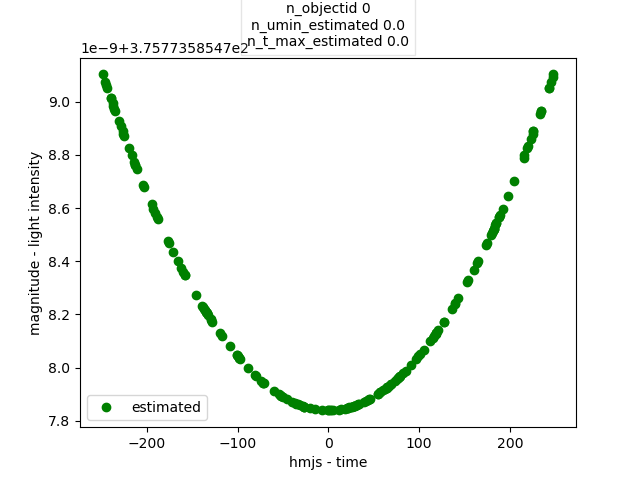 n_objectid 0
n_umin_estimated 0.0
n_t_max_estimated 0.0
1e-9+3.7577358547e2
9.0
8.8
8.6
8.4
8.2
8.0
7.8
magnitude - light intensity
estimated
−200
−100
0
100
200
hmjs - time